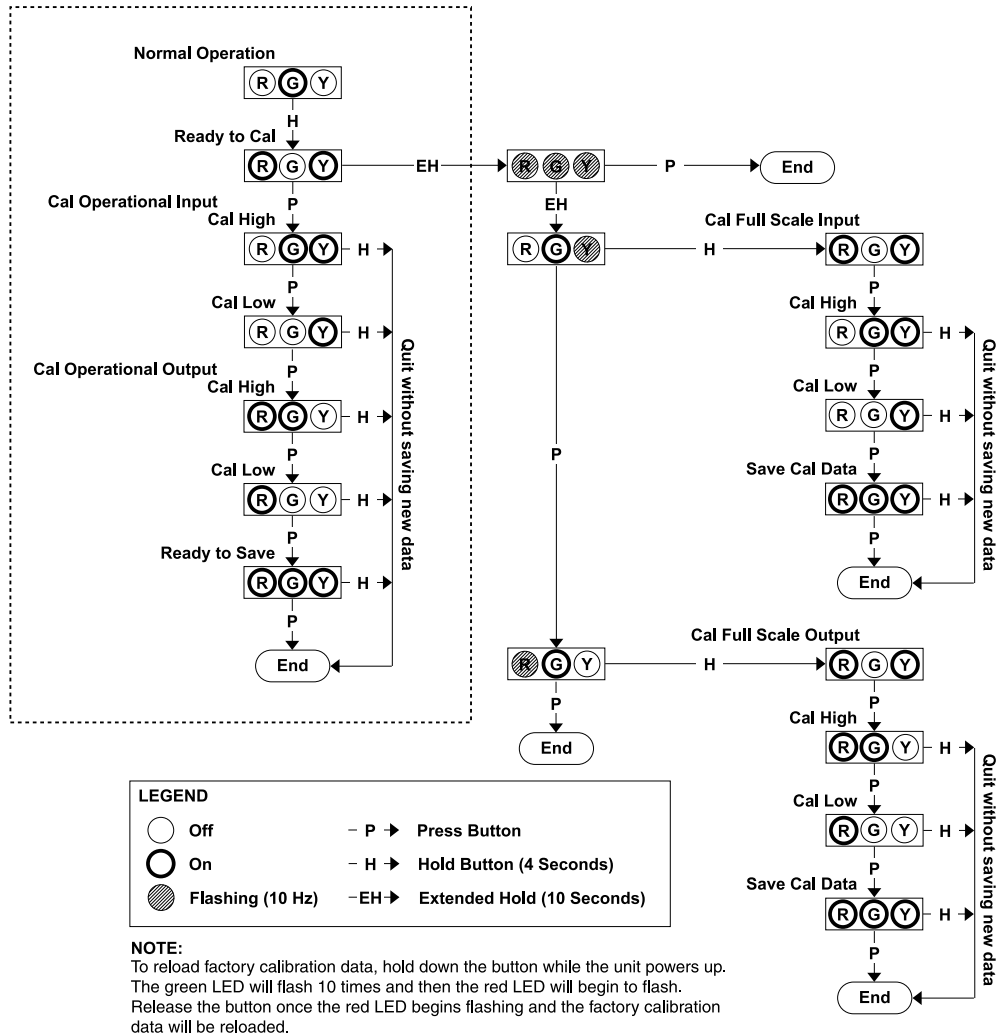 Normal Operation
R G Y
H
Ready to Cal
R G Y
EH
R G Y
P
End
P
EH
Cal Operational Input
Cal High
R G Y
H
R G Y
H
Cal Full Scale Input
R G Y
P
P
Cal Low
R G Y
H
Cal High
R G Y
H
P
P
Cal Operational Output
Cal High
R G Y
H
Cal Low
R G Y
H
P
P
P
Cal Low
R G Y
H
Save Cal Data
R G Y
H
P
P
Ready to Save
R G Y
H
End
P
End
Quit without saving new data
Quit without saving new data
R G Y
H
Cal Full Scale Output
R G Y
P
P
End
Cal High
R G Y
H
P
Cal Low
R G Y
H
P
Save Cal Data
R G Y
H
P
End
Quit without saving new data
LEGEND
Off
P
Press Button
On
H
Hold Button (4 Seconds)
Flashing (10 Hz)
EH
Extended Hold (10 Seconds)
NOTE:
To reload factory calibration data, hold down the button while the unit powers up.
The green LED will flash 10 times and then the red LED will begin to flash.
Release the button once the red LED begins flashing and the factory calibration
data will be reloaded.